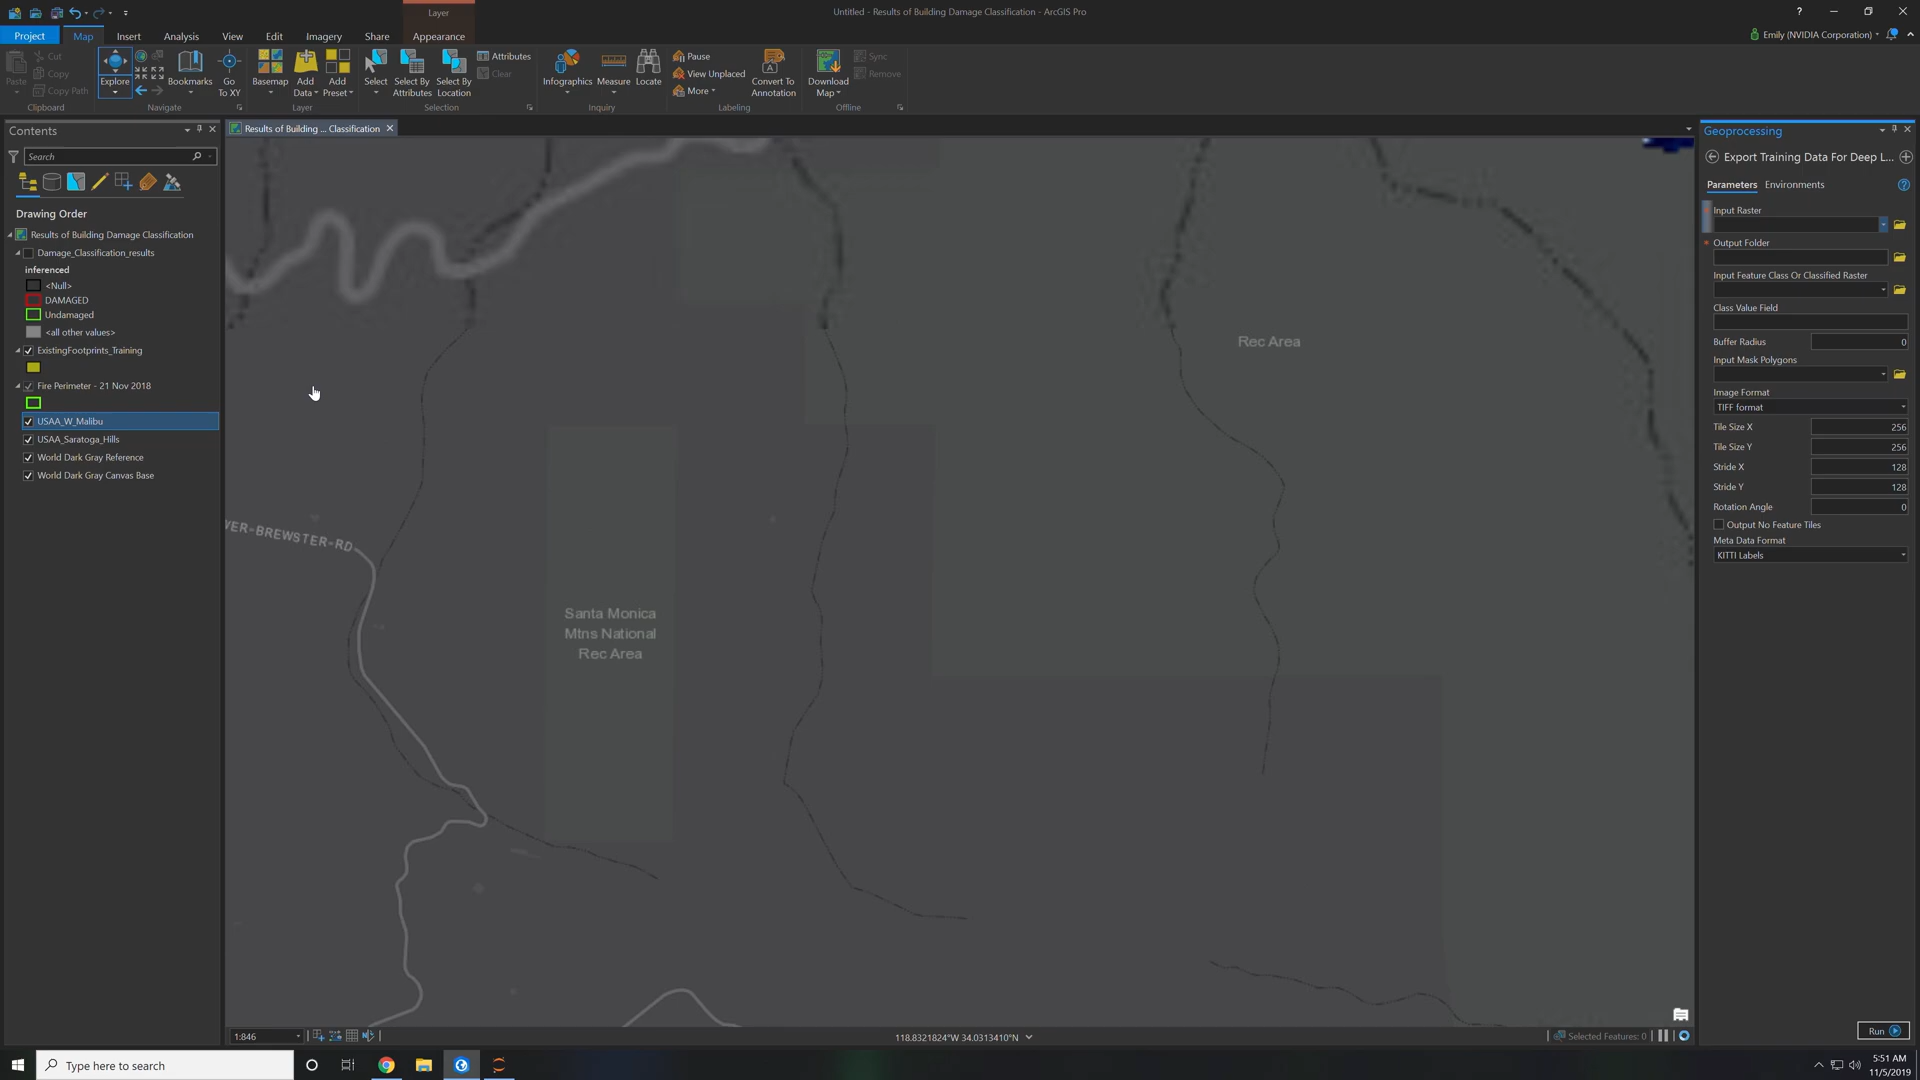 Layer
Untitled - Results of Building Damage Classification - ArcGIS Pro
?
Project
Map
Insert
Analysis
View
Edit
Imagery
Share
Appearance
Emily (NVIDIA Corporation)
Paste
Cut
Copy
Copy Path
Clipboard
Explore
Bookmarks
Go To XY
Navigate
Basemap
Add Data
Add Preset
Layer
Select
Select By Attributes
Select By Location
Attributes
Clear
Selection
Infographics
Measure
Locate
Inquiry
Pause
View Unplaced
More
Convert To Annotation
Labeling
Download Map
Sync
Remove
Offline
Contents
Search
Drawing Order
Results of Building Damage Classification
Damage_Classification_results
inferenced
<Null>
DAMAGED
Undamaged
<all other values>
ExistingFootprints_Training
Fire Perimeter - 21 Nov 2018
USAA_W_Malibu
USAA_Saratoga_Hills
World Dark Gray Reference
World Dark Gray Canvas Base
Results of Building ... Classification
Rec Area
WER-BREWSTER-RD
Santa Monica
Mtns National
Rec Area
1:846
118.8321824°W 34.0313410°N
Selected Features: 0
Geoprocessing
Export Training Data For Deep L...
Parameters
Environments
Input Raster
Output Folder
Input Feature Class Or Classified Raster
Class Value Field
Buffer Radius
0
Input Mask Polygons
Image Format
TIFF format
Tile Size X
256
Tile Size Y
256
Stride X
128
Stride Y
128
Rotation Angle
0
Output No Feature Tiles
Meta Data Format
KITTI Labels
Run
Type here to search
5:51 AM
11/5/2019